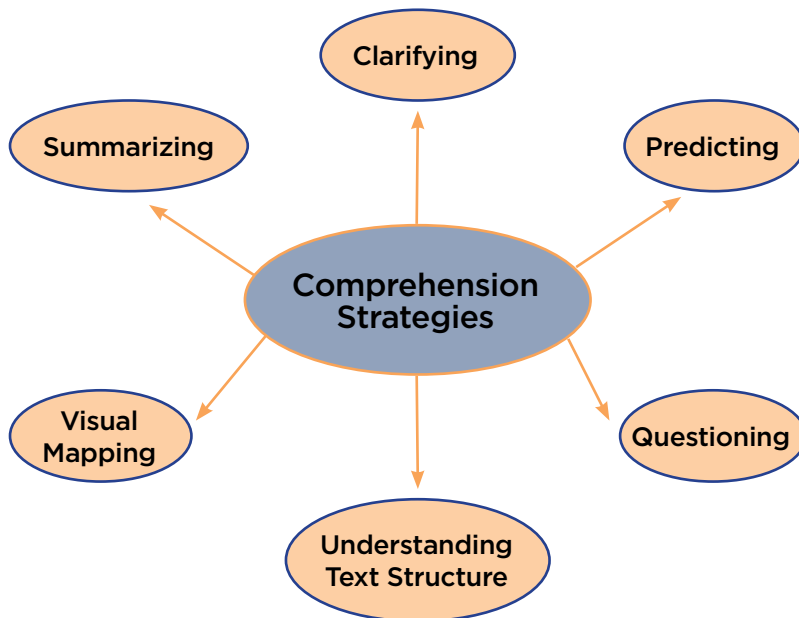 Clarifying
Summarizing
Predicting
Comprehension
Strategies
Visual
Mapping
Questioning
Understanding
Text Structure